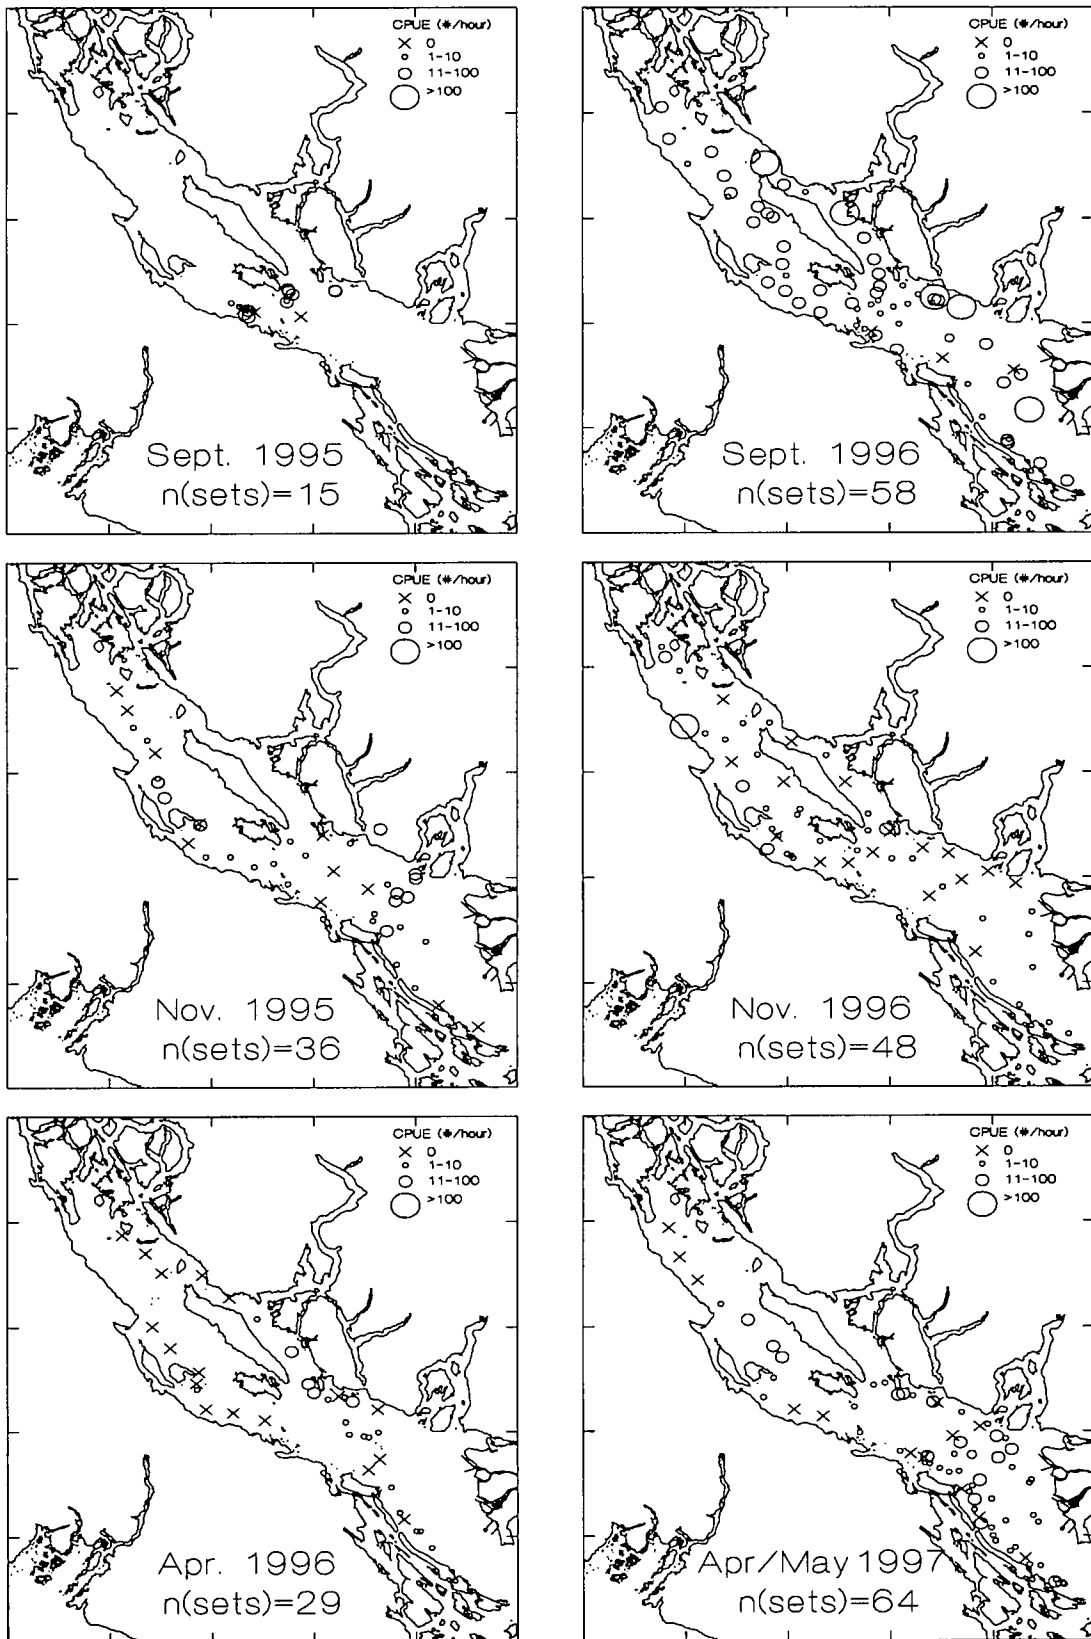 CPUE (#/hour)
0
1-10
11-100
>100
Sept. 1995
n(sets)=15
CPUE (#/hour)
0
1-10
11-100
>100
Sept. 1996
n(sets)=58
CPUE (#/hour)
0
1-10
11-100
>100
Nov. 1995
n(sets)=36
CPUE (#/hour)
0
1-10
11-100
>100
Nov. 1996
n(sets)=48
CPUE (#/hour)
0
1-10
11-100
>100
Apr. 1996
n(sets)=29
CPUE (#/hour)
0
1-10
11-100
>100
Apr/May 1997
n(sets)=64